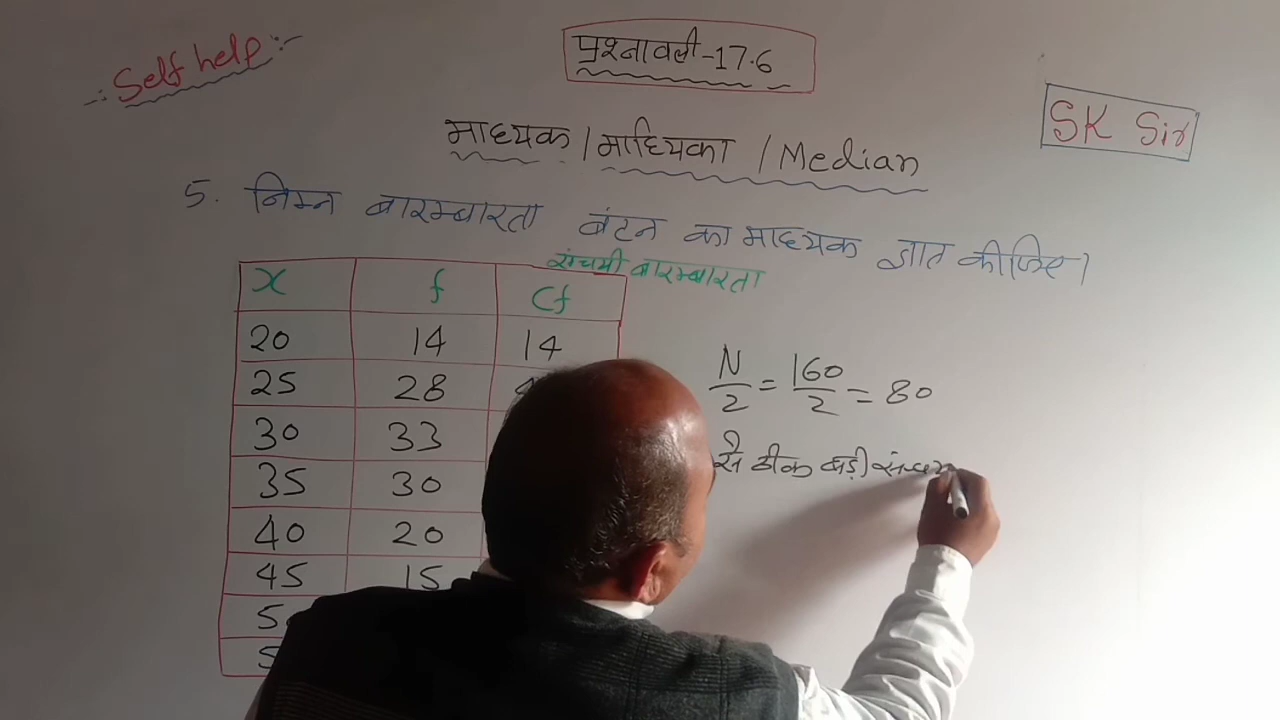 Self help :-
प्रश्नावली-17.6
SK Sir
माध्यक / माध्यिका / Median
5. निम्न बारम्बारता बंटन का माध्यक ज्ञात कीजिए।
संचयी बारम्बारता
x f Cf
20 14 14
25 28
30 33
35 30
40 20
45 15
N/2 = 160/2 = 80
से ठीक बड़ी संचय